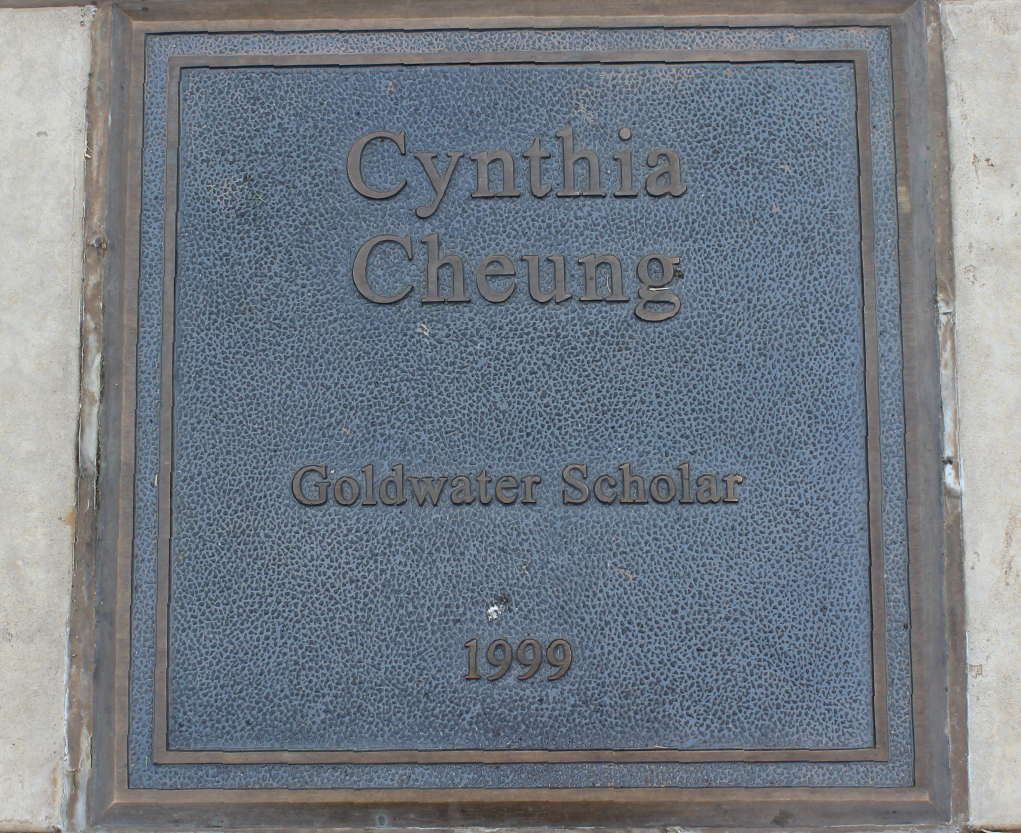 Cynthia
Cheung
Goldwater Scholar
1999